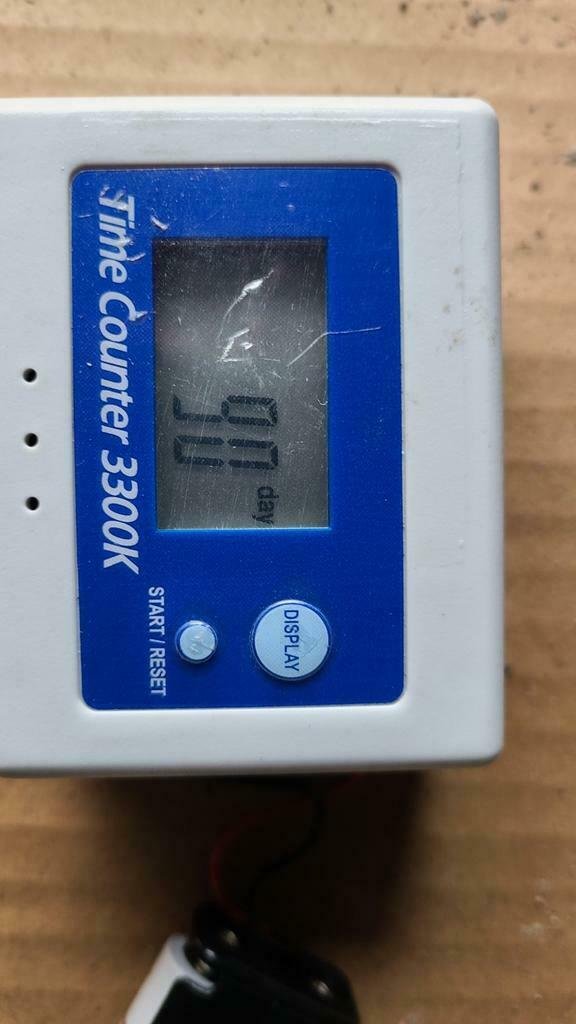 90 day
DISPLAY
START / RESET
Time Counter 3300K